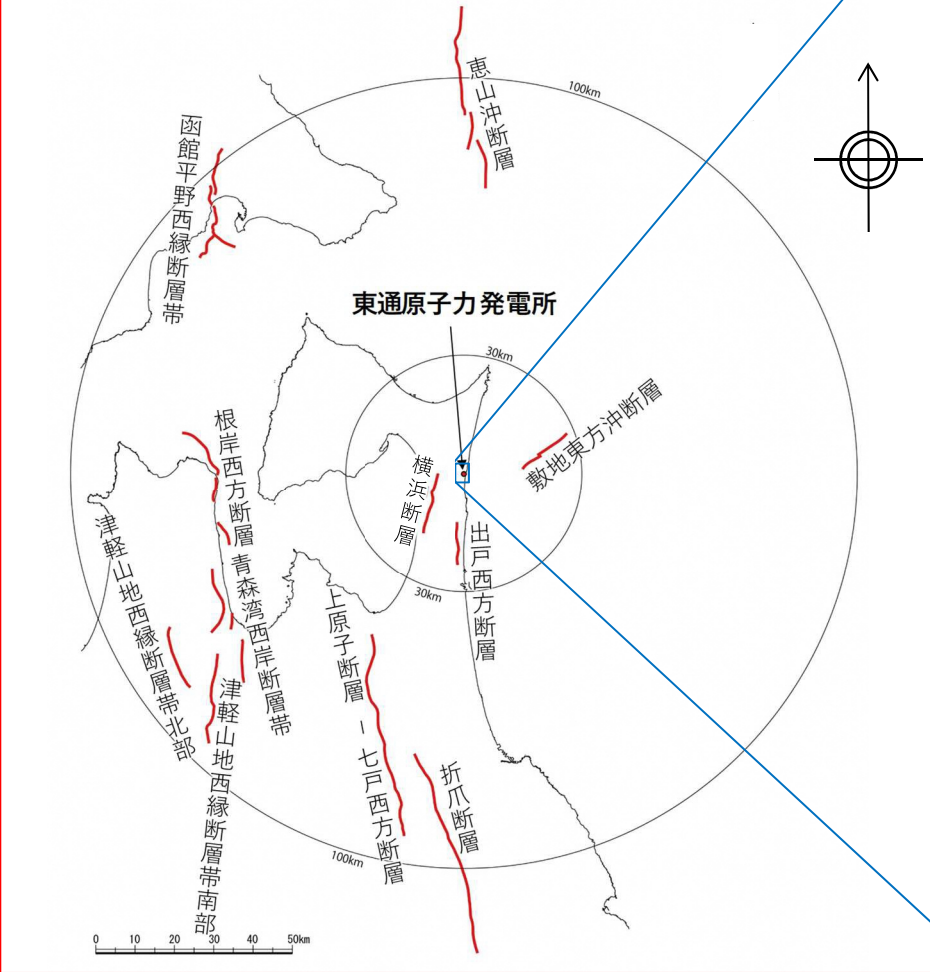 恵山沖断層
100km
函館平野西縁断層帯
東通原子力発電所
30km
敷地東方沖断層
根岸西方断層
横浜断層
津軽山地西縁断層帯北部
出戸西方断層
青森湾西岸断層帯
30km
上原子断層 − 七戸西方断層
津軽山地西縁断層帯南部
折爪断層
100km
0 10 20 30 40 50km